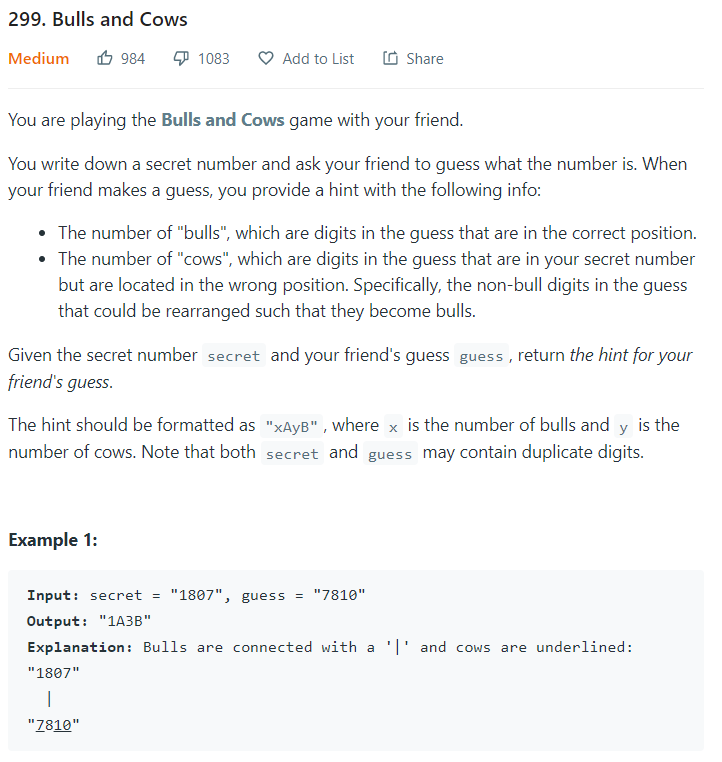 299. Bulls and Cows
Medium 984 1083 Add to List Share
You are playing the Bulls and Cows game with your friend.
You write down a secret number and ask your friend to guess what the number is. When
your friend makes a guess, you provide a hint with the following info:
• The number of "bulls", which are digits in the guess that are in the correct position.
• The number of "cows", which are digits in the guess that are in your secret number
but are located in the wrong position. Specifically, the non-bull digits in the guess
that could be rearranged such that they become bulls.
Given the secret number secret and your friend's guess guess , return the hint for your
friend's guess.
The hint should be formatted as "xAyB" , where x is the number of bulls and y is the
number of cows. Note that both secret and guess may contain duplicate digits.
Example 1:
Input: secret = "1807", guess = "7810"
Output: "1A3B"
Explanation: Bulls are connected with a '|' and cows are underlined:
"1807"
|
"7810"